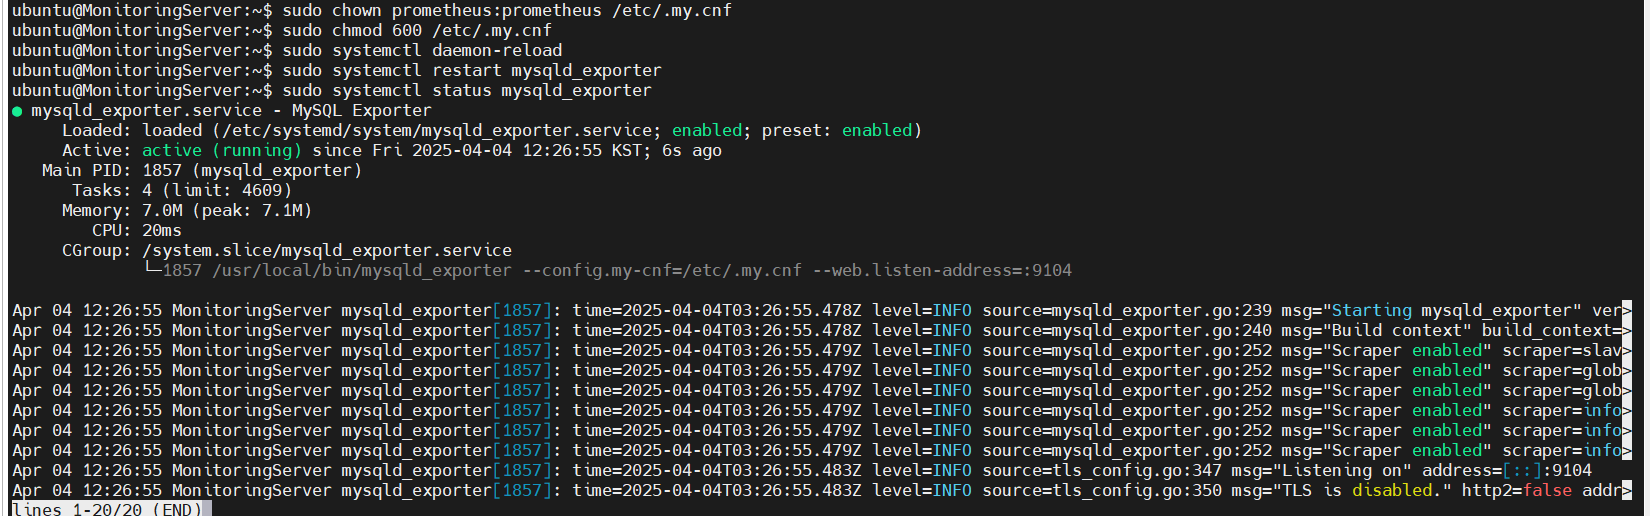 ubuntu@MonitoringServer:~$ sudo chown prometheus:prometheus /etc/.my.cnf
ubuntu@MonitoringServer:~$ sudo chmod 600 /etc/.my.cnf
ubuntu@MonitoringServer:~$ sudo systemctl daemon-reload
ubuntu@MonitoringServer:~$ sudo systemctl restart mysqld_exporter
ubuntu@MonitoringServer:~$ sudo systemctl status mysqld_exporter
● mysqld_exporter.service - MySQL Exporter
     Loaded: loaded (/etc/systemd/system/mysqld_exporter.service; enabled; preset: enabled)
     Active: active (running) since Fri 2025-04-04 12:26:55 KST; 6s ago
   Main PID: 1857 (mysqld_exporter)
      Tasks: 4 (limit: 4609)
     Memory: 7.0M (peak: 7.1M)
        CPU: 20ms
     CGroup: /system.slice/mysqld_exporter.service
             └─1857 /usr/local/bin/mysqld_exporter --config.my-cnf=/etc/.my.cnf --web.listen-address=:9104
Apr 04 12:26:55 MonitoringServer mysqld_exporter[1857]: time=2025-04-04T03:26:55.478Z level=INFO source=mysqld_exporter.go:239 msg="Starting mysqld_exporter" ver>
Apr 04 12:26:55 MonitoringServer mysqld_exporter[1857]: time=2025-04-04T03:26:55.478Z level=INFO source=mysqld_exporter.go:240 msg="Build context" build_context=>
Apr 04 12:26:55 MonitoringServer mysqld_exporter[1857]: time=2025-04-04T03:26:55.479Z level=INFO source=mysqld_exporter.go:252 msg="Scraper enabled" scraper=slav>
Apr 04 12:26:55 MonitoringServer mysqld_exporter[1857]: time=2025-04-04T03:26:55.479Z level=INFO source=mysqld_exporter.go:252 msg="Scraper enabled" scraper=glob>
Apr 04 12:26:55 MonitoringServer mysqld_exporter[1857]: time=2025-04-04T03:26:55.479Z level=INFO source=mysqld_exporter.go:252 msg="Scraper enabled" scraper=glob>
Apr 04 12:26:55 MonitoringServer mysqld_exporter[1857]: time=2025-04-04T03:26:55.479Z level=INFO source=mysqld_exporter.go:252 msg="Scraper enabled" scraper=info>
Apr 04 12:26:55 MonitoringServer mysqld_exporter[1857]: time=2025-04-04T03:26:55.479Z level=INFO source=mysqld_exporter.go:252 msg="Scraper enabled" scraper=info>
Apr 04 12:26:55 MonitoringServer mysqld_exporter[1857]: time=2025-04-04T03:26:55.479Z level=INFO source=mysqld_exporter.go:252 msg="Scraper enabled" scraper=info>
Apr 04 12:26:55 MonitoringServer mysqld_exporter[1857]: time=2025-04-04T03:26:55.483Z level=INFO source=tls_config.go:347 msg="Listening on" address=[::]:9104
Apr 04 12:26:55 MonitoringServer mysqld_exporter[1857]: time=2025-04-04T03:26:55.483Z level=INFO source=tls_config.go:350 msg="TLS is disabled." http2=false addr>
lines 1-20/20 (END)